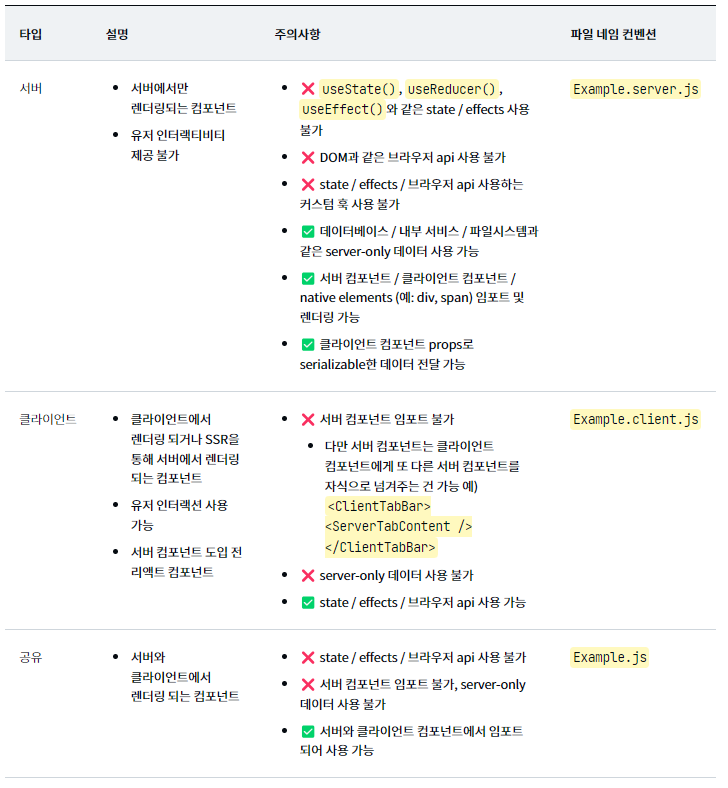 타입 설명 주의사항 파일 네임 컨벤션
서버
• 서버에서만
렌더링되는 컴포넌트
• 유저 인터랙티비티
제공 불가
• ❌ useState(), useReducer(),
useEffect()와 같은 state / effects 사용
불가
• ❌ DOM과 같은 브라우저 api 사용 불가
• ❌ state / effects / 브라우저 api 사용하는
커스텀 훅 사용 불가
• ✅ 데이터베이스 / 내부 서비스 / 파일시스템과
같은 server-only 데이터 사용 가능
• ✅ 서버 컴포넌트 / 클라이언트 컴포넌트 /
native elements (예: div, span) 임포트 및
렌더링 가능
• ✅ 클라이언트 컴포넌트 props로
serializable한 데이터 전달 가능
Example.server.js
클라이언트
• 클라이언트에서
렌더링 되거나 SSR을
통해 서버에서 렌더링
되는 컴포넌트
• 유저 인터랙션 사용
가능
• 서버 컴포넌트 도입 전
리액트 컴포넌트
• ❌ 서버 컴포넌트 임포트 불가
• 다만 서버 컴포넌트는 클라이언트
컴포넌트에게 또 다른 서버 컴포넌트를
자식으로 넘겨주는 건 가능 예)
<ClientTabBar>
<ServerTabContent />
</ClientTabBar>
• ❌ server-only 데이터 사용 불가
• ✅ state / effects / 브라우저 api 사용 가능
Example.client.js
공유
• 서버와
클라이언트에서
렌더링 되는 컴포넌트
• ❌ state / effects / 브라우저 api 사용 불가
• ❌ 서버 컴포넌트 임포트 불가, server-only
데이터 사용 불가
• ✅ 서버와 클라이언트 컴포넌트에서 임포트
되어 사용 가능
Example.js